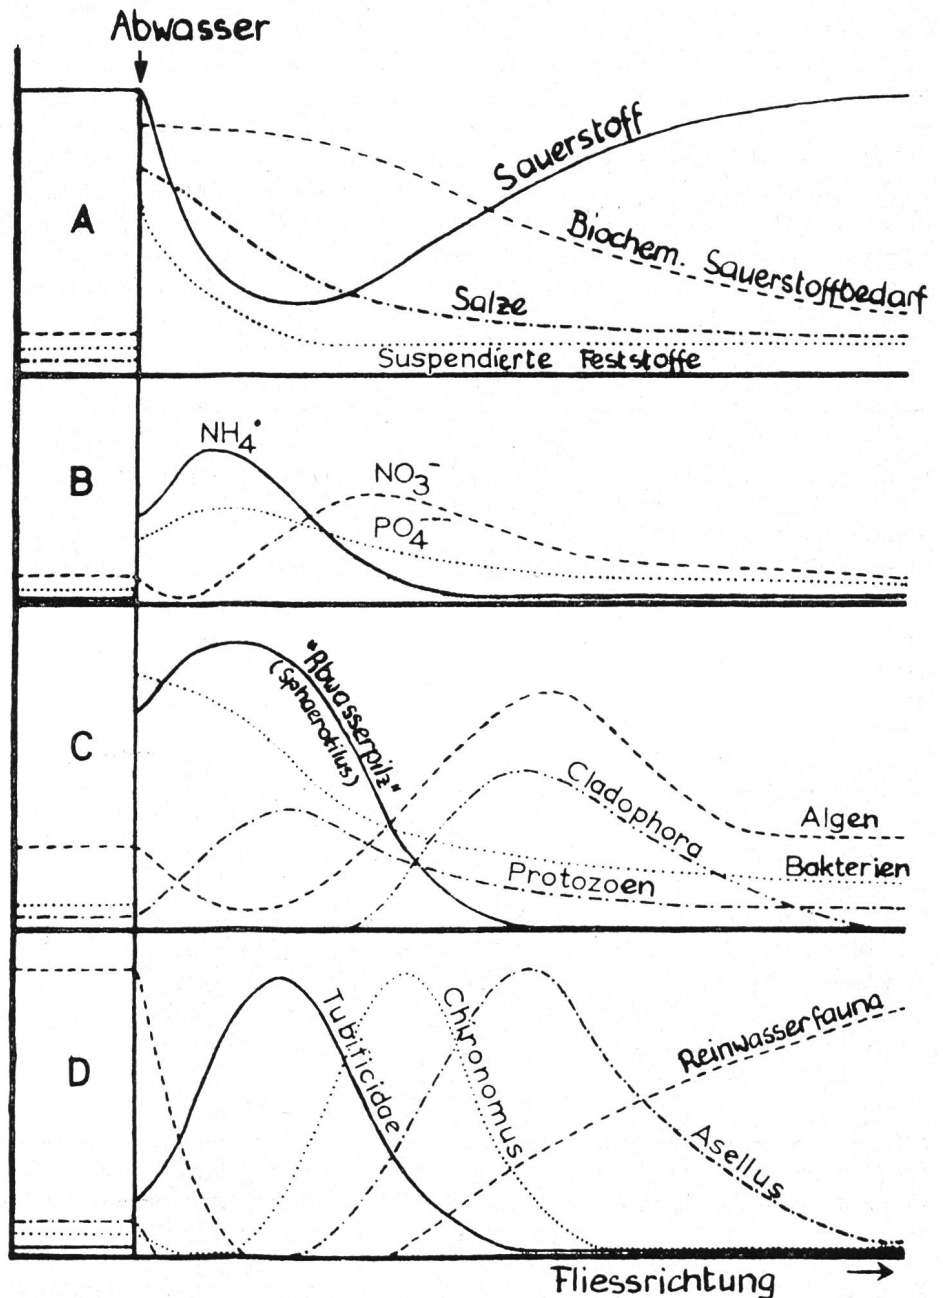 Abwasser
A
Sauerstoff
Biochem. Sauerstoffbedarf
Salze
Suspendierte Feststoffe
B
NH₄˙
NO₃⁻
PO₄⁻⁻⁻
C
"Abwasserpilz"
(Sphaerotilus)
Cladophora
Algen
Bakterien
Protozoen
D
Tubificidae
Chironomus
Reinwasserfauna
Asellus
Fliessrichtung →